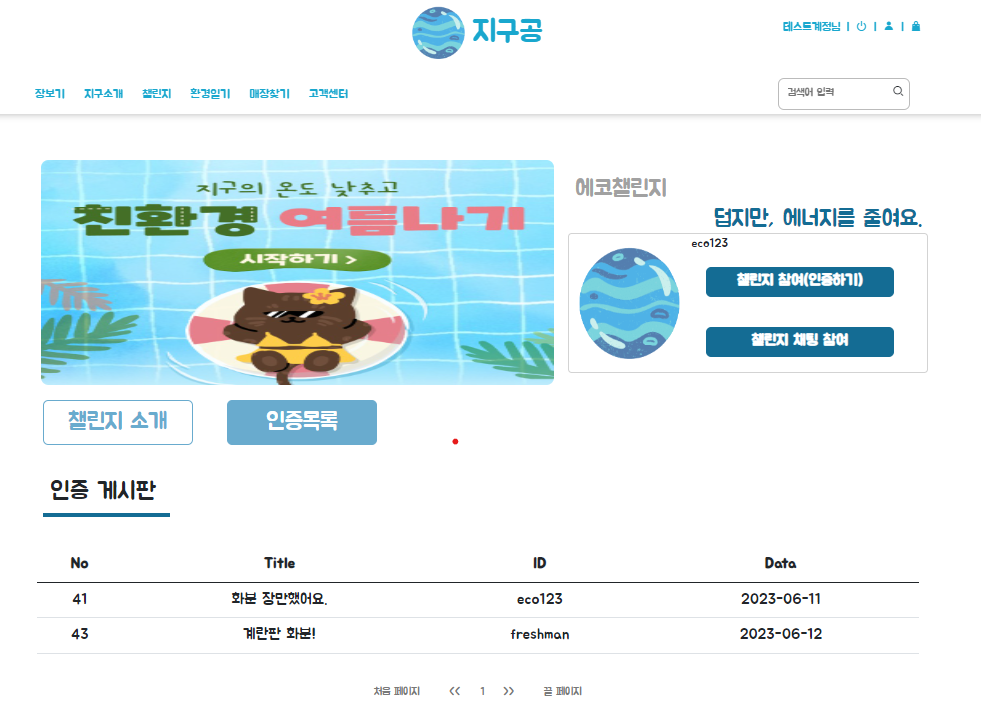 지구공
테스트계정님 | | |
장보기 지구소개 챌린지 환경일기 매장찾기 고객센터
검색어 입력
지구의 온도 낮추고
친환경 여름나기
시작하기 >
에코챌린지
덥지만, 에너지를 줄여요.
eco123
챌린지 참여(인증하기)
챌린지 채팅 참여
챌린지 소개 인증목록
인증 게시판
No Title ID Data
41 화분 장만했어요. eco123 2023-06-11
43 계란판 화분! freshman 2023-06-12
처음 페이지 << 1 >> 끝 페이지